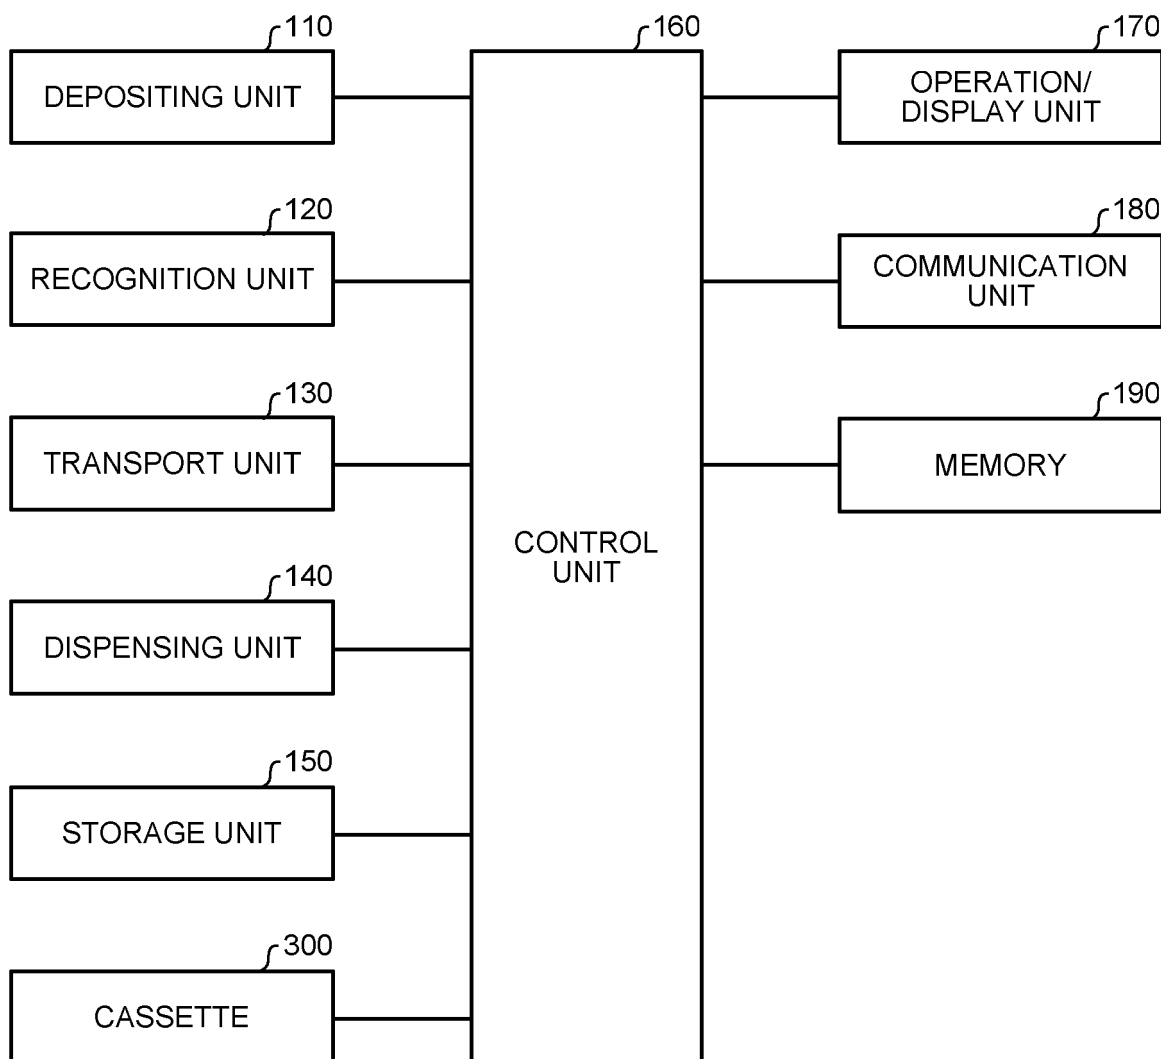 110
DEPOSITING UNIT
120
RECOGNITION UNIT
130
TRANSPORT UNIT
140
DISPENSING UNIT
150
STORAGE UNIT
300
CASSETTE
160
CONTROL
UNIT
170
OPERATION/
DISPLAY UNIT
180
COMMUNICATION
UNIT
190
MEMORY